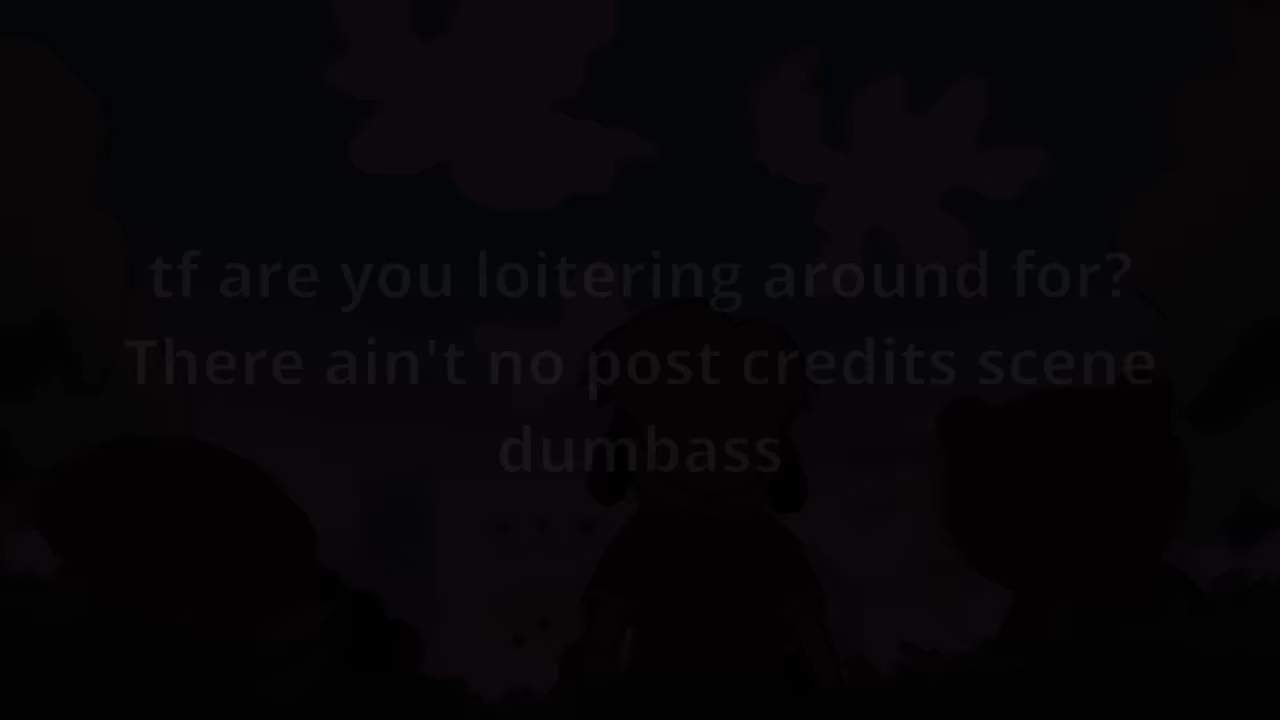 tf are you loitering around for?
There ain't no post credits scene
dumbass